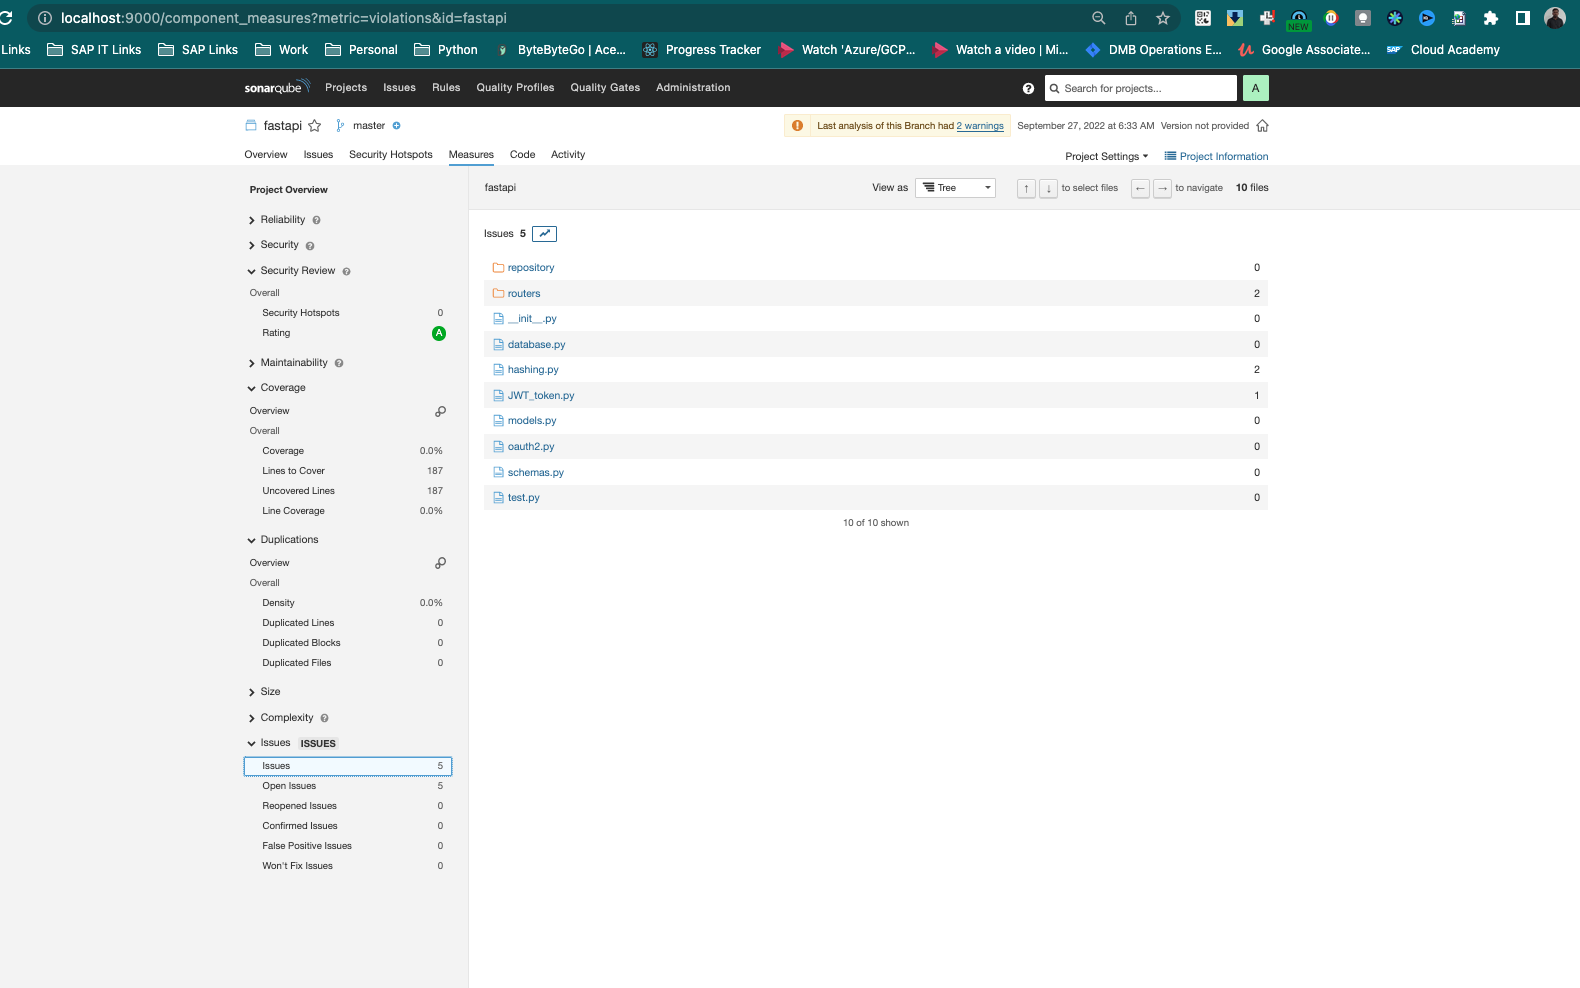 localhost:9000/component_measures?metric=violations&id=fastapi
NEW
Links SAP IT Links SAP Links Work Personal Python ByteByteGo | Ace... Progress Tracker Watch 'Azure/GCP... Watch a video | Mi... DMB Operations E... Google Associate... SAP Cloud Academy
sonarqube Projects Issues Rules Quality Profiles Quality Gates Administration ? Search for projects... A
fastapi master Last analysis of this Branch had 2 warnings September 27, 2022 at 6:33 AM Version not provided
Overview Issues Security Hotspots Measures Code Activity Project Settings Project Information
Project Overview
Reliability ?
Security ?
Security Review ?
Overall
Security Hotspots 0
Rating A
Maintainability ?
Coverage
Overview
Overall
Coverage 0.0%
Lines to Cover 187
Uncovered Lines 187
Line Coverage 0.0%
Duplications
Overview
Overall
Density 0.0%
Duplicated Lines 0
Duplicated Blocks 0
Duplicated Files 0
Size
Complexity ?
Issues ISSUES
Issues 5
Open Issues 5
Reopened Issues 0
Confirmed Issues 0
False Positive Issues 0
Won't Fix Issues 0
fastapi View as Tree ↑ ↓ to select files ← → to navigate 10 files
Issues 5
repository 0
routers 2
__init__.py 0
database.py 0
hashing.py 2
JWT_token.py 1
models.py 0
oauth2.py 0
schemas.py 0
test.py 0
10 of 10 shown